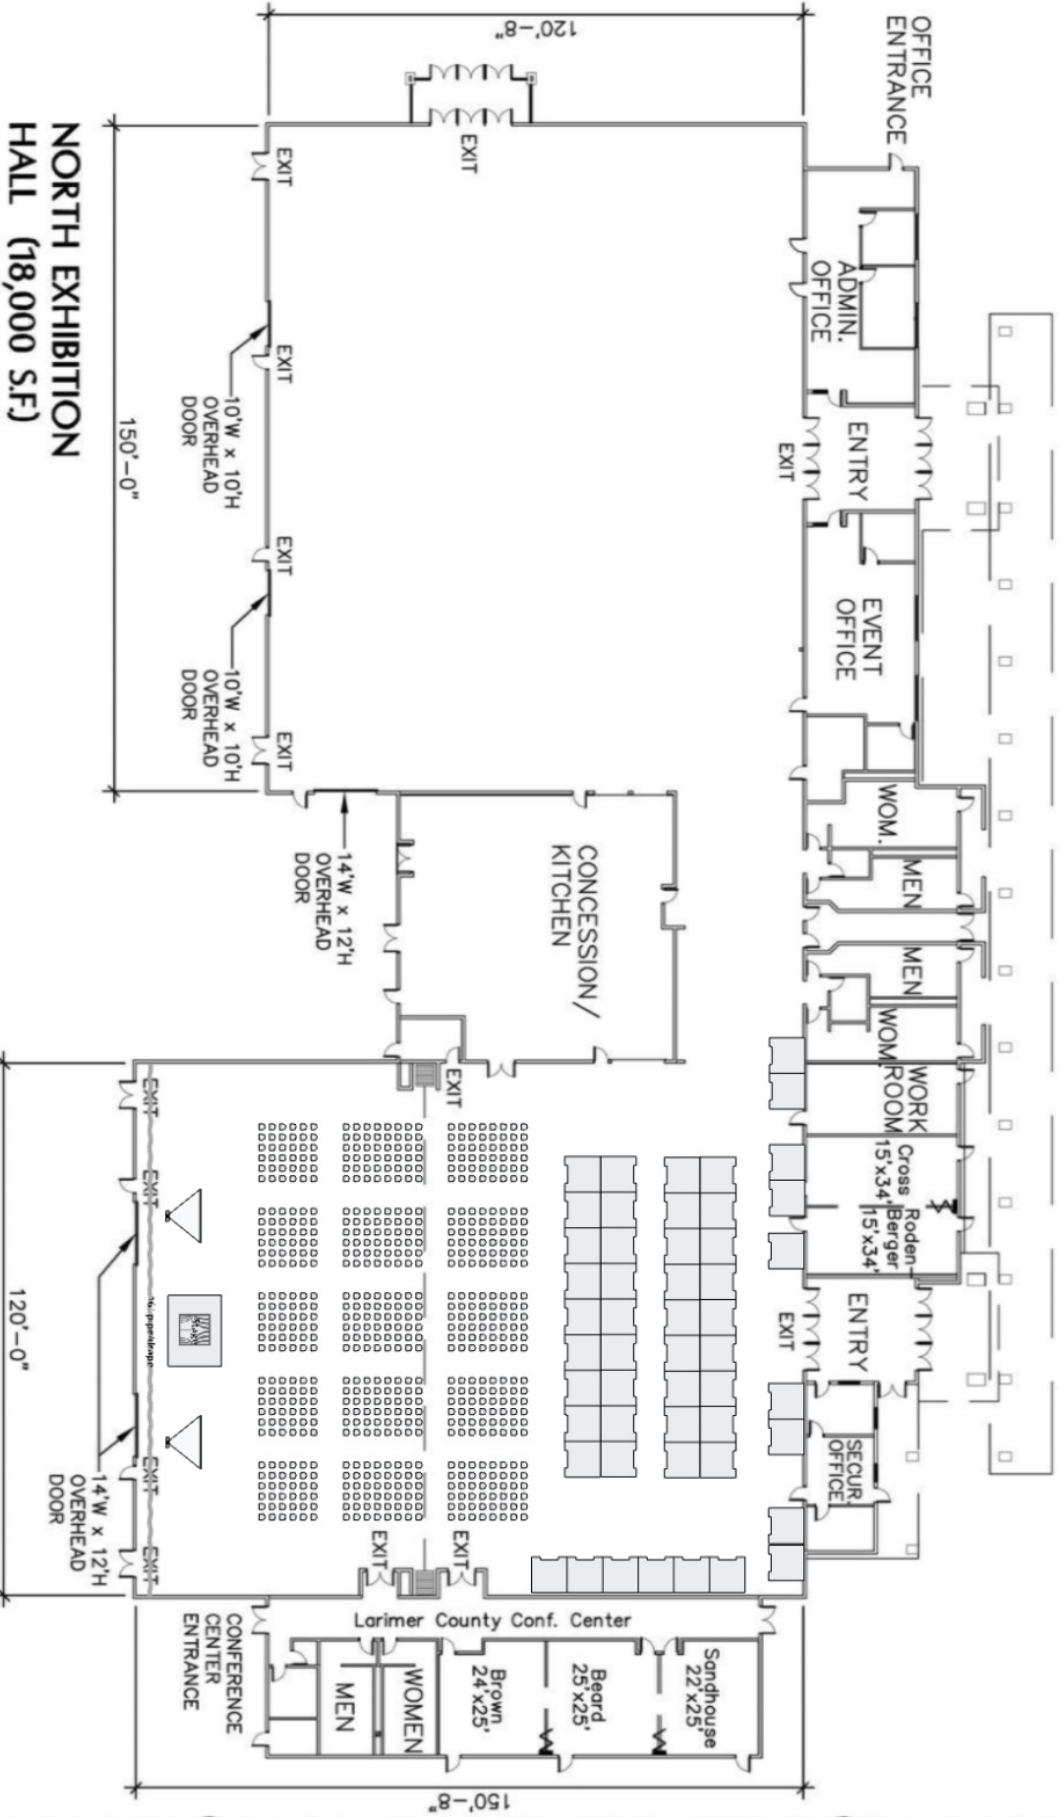 120'-8"
OFFICE
ENTRANCE
EXIT
EXIT
ADMIN.
OFFICE
EXIT
10'W x 10'H
OVERHEAD
DOOR
ENTRY
EXIT
NORTH EXHIBITION
HALL (18,000 S.F.)
150'-0"
EXIT
10'W x 10'H
OVERHEAD
DOOR
EVENT
OFFICE
EXIT
WOM.
MEN
14'W x 12'H
OVERHEAD
DOOR
CONCESSION/
KITCHEN
MEN
WOM.
WORK
ROOM
EXIT
EXIT
EXIT
Cross
15'x34'
Roden-
Berger
15'x34'
ENTRY
EXIT
Stage
16' pipe/drape
120'-0"
SECUR.
OFFICE
EXIT
14'W x 12'H
OVERHEAD
DOOR
EXIT
EXIT
EXIT
Larimer County Conf. Center
CONFERENCE
CENTER
ENTRANCE
MEN
WOMEN
Brown
24'x25'
Beard
25'x25'
Sandhouse
22'x25'
150'-8"